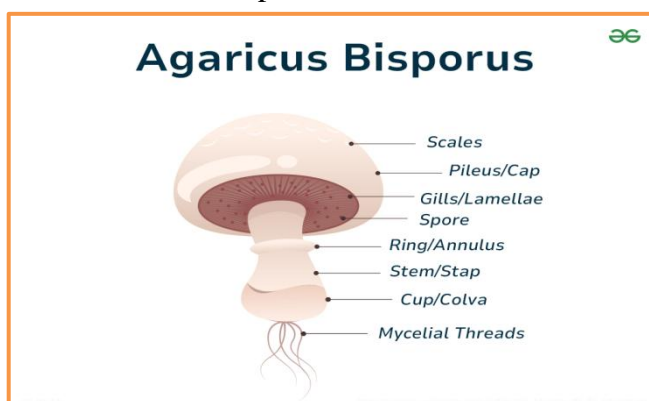 Agaricus Bisporus
Scales
Pileus/Cap
Gills/Lamellae
Spore
Ring/Annulus
Stem/Stap
Cup/Colva
Mycelial Threads